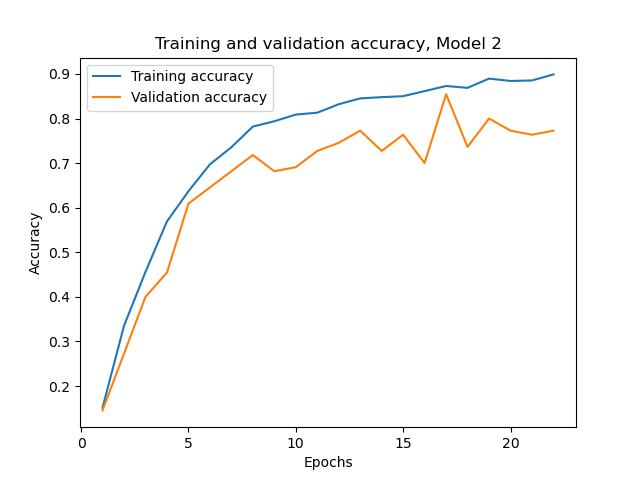 Training and validation accuracy, Model 2
Training accuracy
Validation accuracy
0.9
0.8
0.7
0.6
0.5
0.4
0.3
0.2
Accuracy
0 5 10 15 20
Epochs